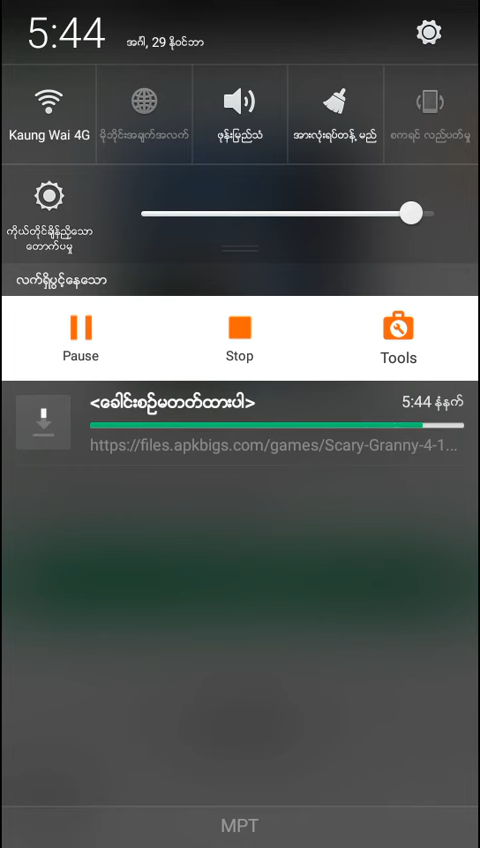 5:44
အင်္ဂါ, 29 နိုဝင်ဘာ
Kaung Wai 4G
မိုဘိုင်းအချက်အလက်
ဖုန်းမြည်သံ
အားလုံးရပ်တန့် မည်
စကရင် လည်ပတ်မှု
ကိုယ်တိုင်ချိန်ညှိသော
တောက်ပမှု
လက်ရှိပွင့်နေသော
Pause
Stop
Tools
<ခေါင်းစဉ်မတတ်ထားပါ>
5:44 နံနက်
https://files.apkbigs.com/games/Scary-Granny-4-1...
MPT